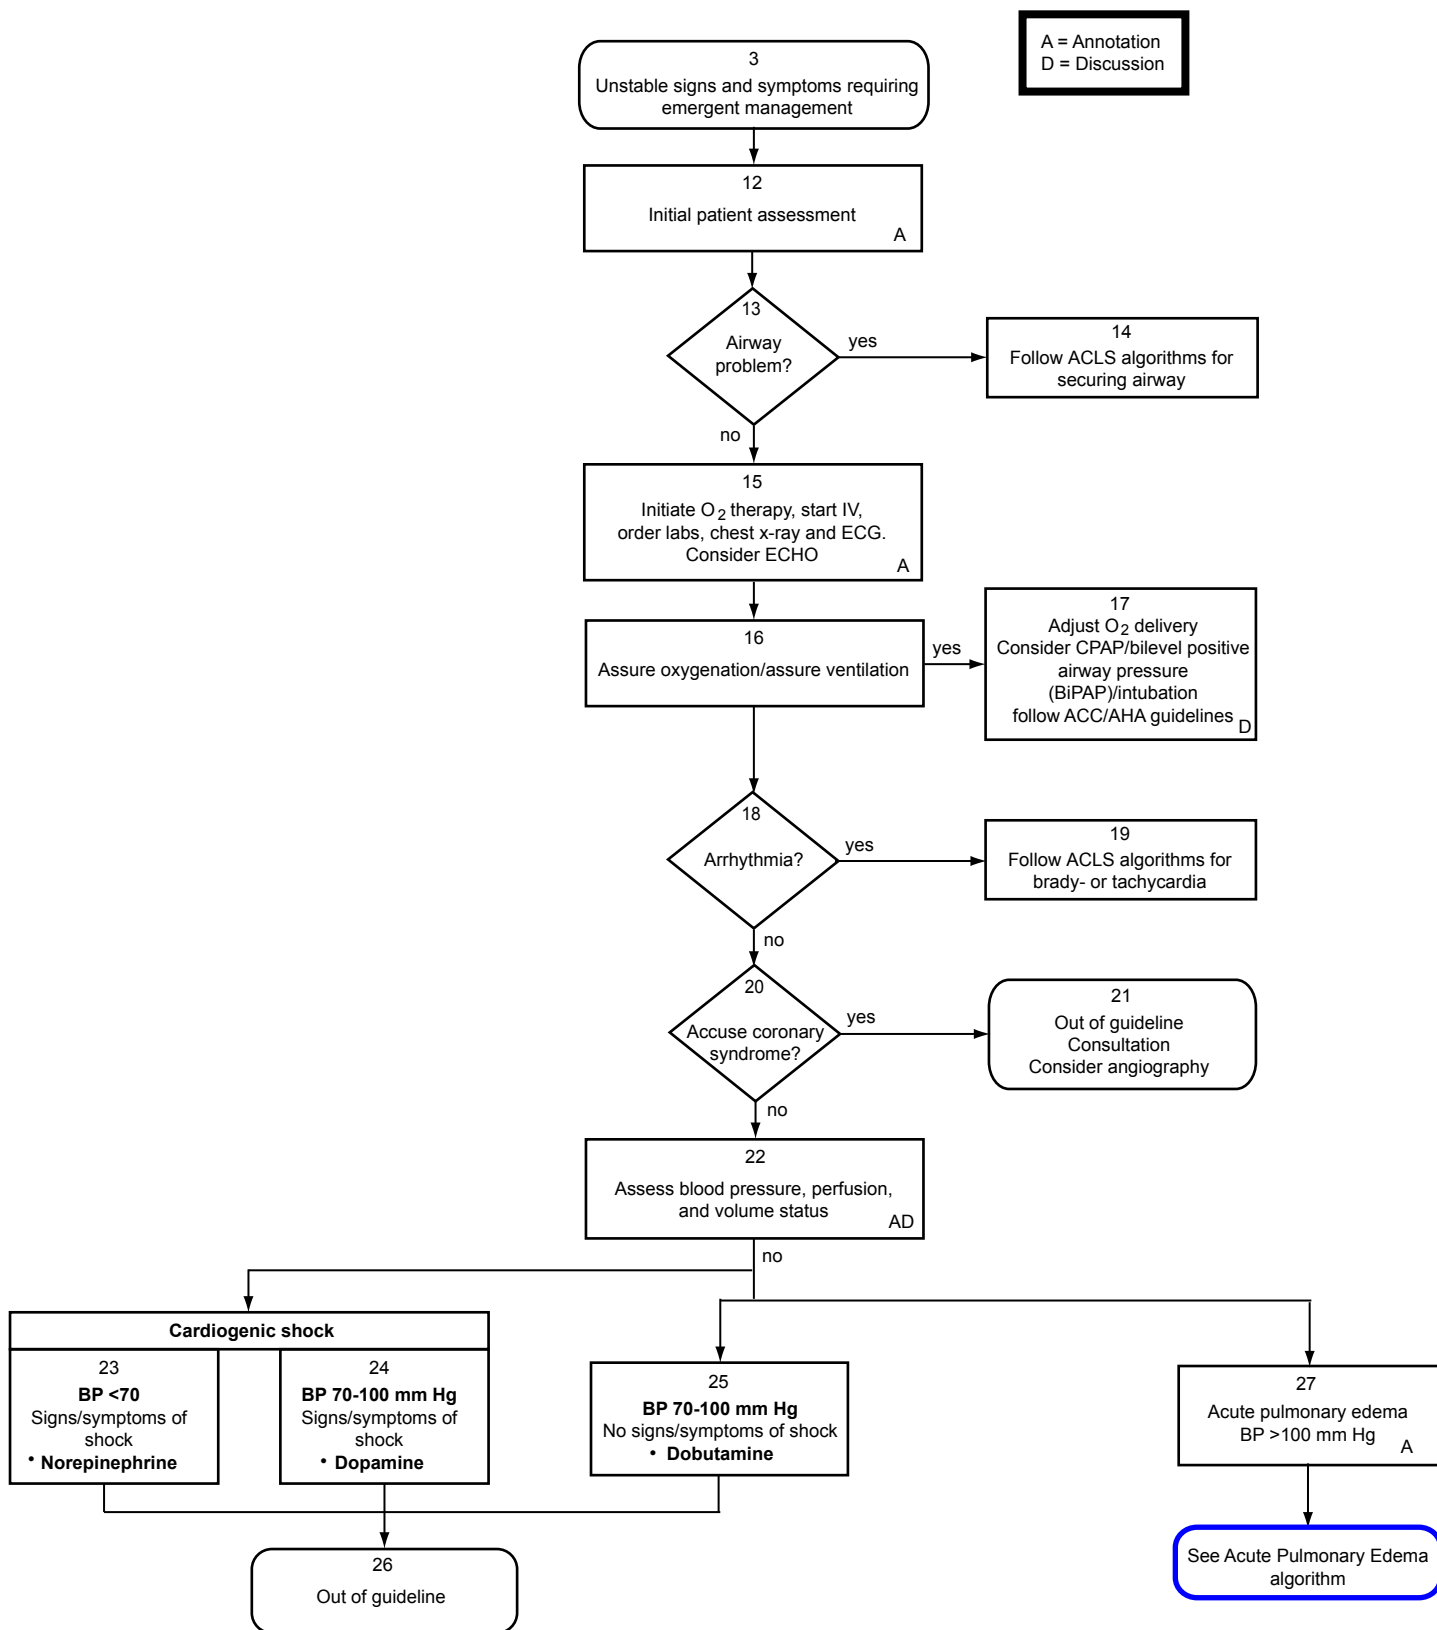 A = Annotation
D = Discussion
3
Unstable signs and symptoms requiring
emergent management
12
Initial patient assessment
A
13
Airway
problem?
yes
14
Follow ACLS algorithms for
securing airway
no
15
Initiate O2 therapy, start IV,
order labs, chest x-ray and ECG.
Consider ECHO
A
16
Assure oxygenation/assure ventilation
yes
17
Adjust O2 delivery
Consider CPAP/bilevel positive
airway pressure
(BiPAP)/intubation
follow ACC/AHA guidelines
D
18
Arrhythmia?
yes
19
Follow ACLS algorithms for
brady- or tachycardia
no
20
Accuse coronary
syndrome?
yes
21
Out of guideline
Consultation
Consider angiography
no
22
Assess blood pressure, perfusion,
and volume status
AD
no
Cardiogenic shock
23
BP <70
Signs/symptoms of
shock
• Norepinephrine
24
BP 70-100 mm Hg
Signs/symptoms of
shock
• Dopamine
25
BP 70-100 mm Hg
No signs/symptoms of shock
• Dobutamine
27
Acute pulmonary edema
BP >100 mm Hg
A
26
Out of guideline
See Acute Pulmonary Edema
algorithm